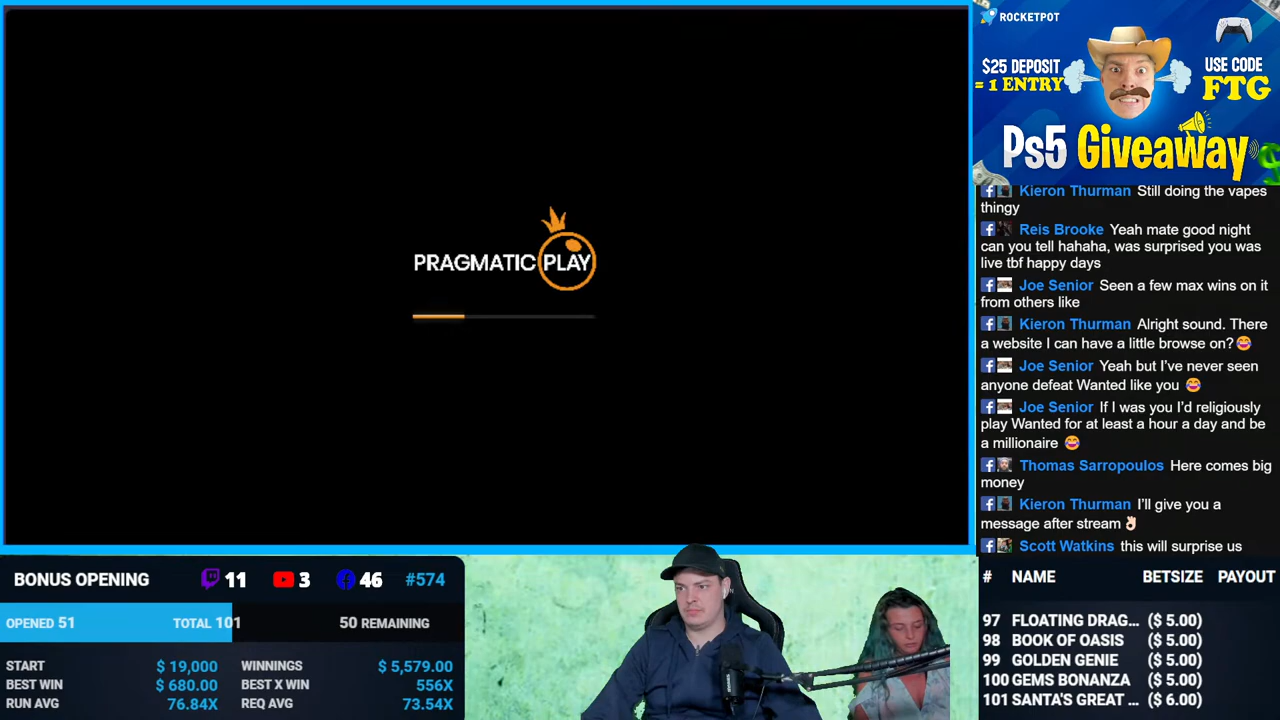 PRAGMATIC PLAY
ROCKETPOT
$25 DEPOSIT
= 1 ENTRY
USE CODE
FTG
Ps5 Giveaway
Kieron Thurman Still doing the vapes
thingy
Reis Brooke Yeah mate good night
can you tell hahaha, was surprised you was
live tbf happy days
Joe Senior Seen a few max wins on it
from others like
Kieron Thurman Alright sound. There
a website I can have a little browse on?😂
Joe Senior Yeah but I've never seen
anyone defeat Wanted like you 😂
Joe Senior If I was you I'd religiously
play Wanted for at least a hour a day and be
a millionaire 😂
Thomas Sarropoulos Here comes big
money
Kieron Thurman I'll give you a
message after stream👌🏻
Scott Watkins this will surprise us
BONUS OPENING 11 3 46 #574
OPENED 51 TOTAL 101 50 REMAINING
START $ 19,000 WINNINGS $ 5,579.00
BEST WIN $ 680.00 BEST X WIN 556X
RUN AVG 76.84X REQ AVG 73.54X
# NAME BETSIZE PAYOUT
97 FLOATING DRAG... ($ 5.00)
98 BOOK OF OASIS ($ 5.00)
99 GOLDEN GENIE ($ 5.00)
100 GEMS BONANZA ($ 5.00)
101 SANTA'S GREAT ... ($ 6.00)